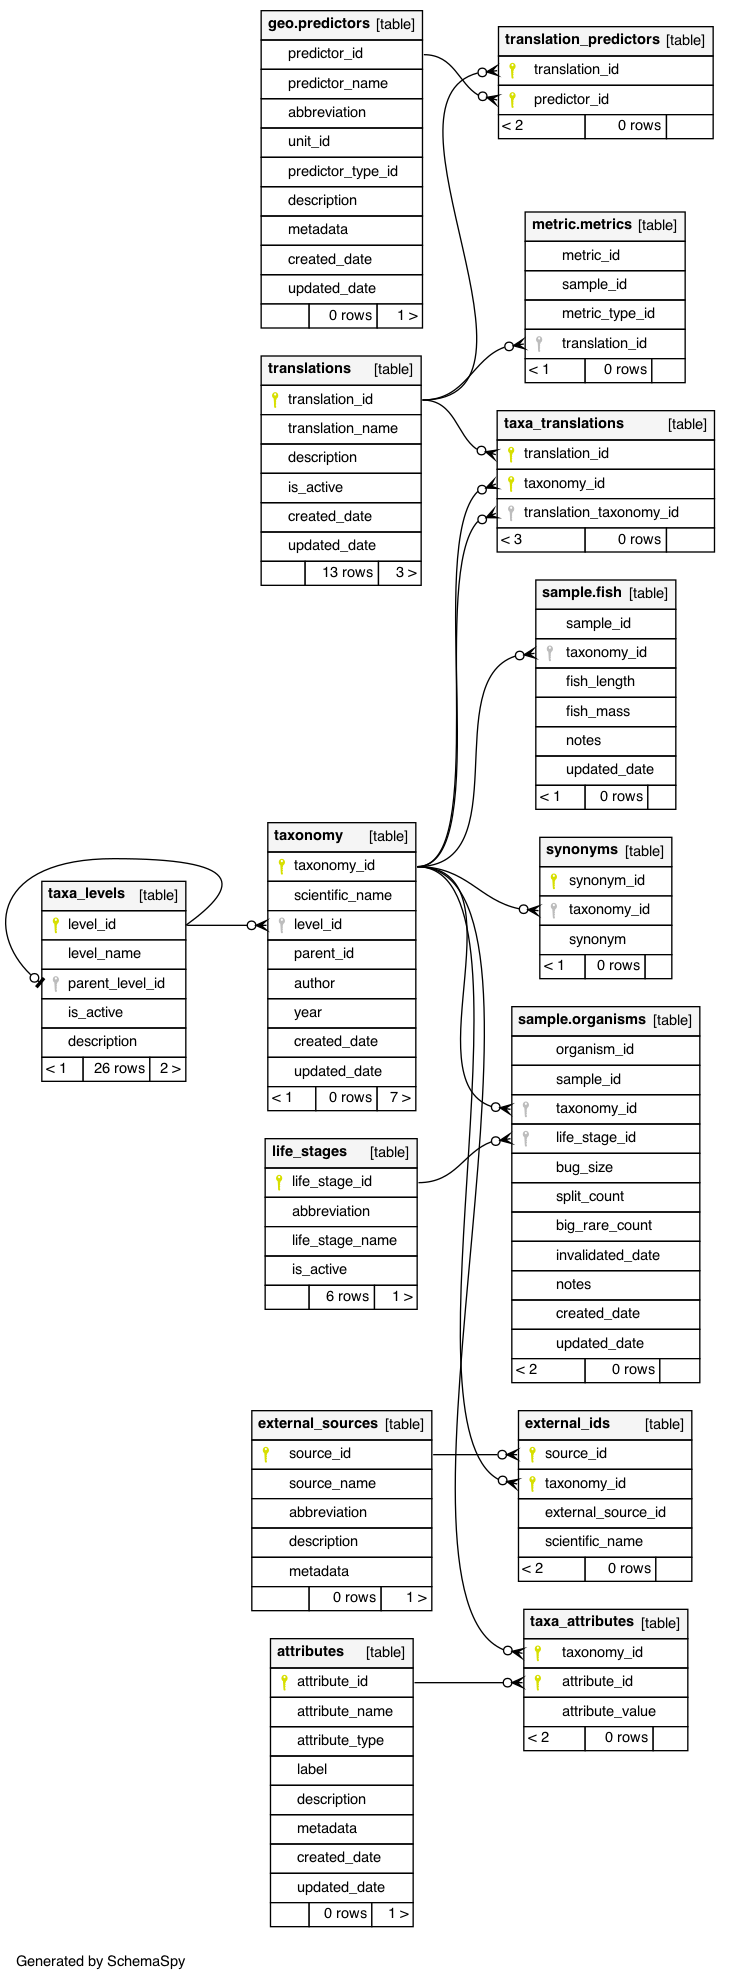 geo.predictors [table]
predictor_id
predictor_name
abbreviation
unit_id
predictor_type_id
description
metadata
created_date
updated_date
0 rows 1 >
translation_predictors [table]
translation_id
predictor_id
< 2 0 rows
metric.metrics [table]
metric_id
sample_id
metric_type_id
translation_id
< 1 0 rows
translations [table]
translation_id
translation_name
description
is_active
created_date
updated_date
13 rows 3 >
taxa_translations [table]
translation_id
taxonomy_id
translation_taxonomy_id
< 3 0 rows
sample.fish [table]
sample_id
taxonomy_id
fish_length
fish_mass
notes
updated_date
< 1 0 rows
taxonomy [table]
taxonomy_id
scientific_name
level_id
parent_id
author
year
created_date
updated_date
< 1 0 rows 7 >
taxa_levels [table]
level_id
level_name
parent_level_id
is_active
description
< 1 26 rows 2 >
synonyms [table]
synonym_id
taxonomy_id
synonym
< 1 0 rows
sample.organisms [table]
organism_id
sample_id
taxonomy_id
life_stage_id
bug_size
split_count
big_rare_count
invalidated_date
notes
created_date
updated_date
< 2 0 rows
life_stages [table]
life_stage_id
abbreviation
life_stage_name
is_active
6 rows 1 >
external_sources [table]
source_id
source_name
abbreviation
description
metadata
0 rows 1 >
external_ids [table]
source_id
taxonomy_id
external_source_id
scientific_name
< 2 0 rows
taxa_attributes [table]
taxonomy_id
attribute_id
attribute_value
< 2 0 rows
attributes [table]
attribute_id
attribute_name
attribute_type
label
description
metadata
created_date
updated_date
0 rows 1 >
Generated by SchemaSpy